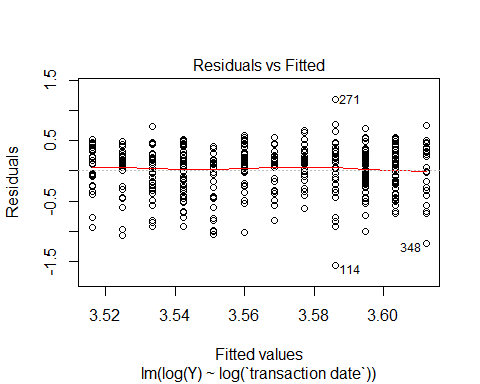 Residuals vs Fitted
Residuals
1.5
0.5
-0.5
-1.5
271
348
114
3.52 3.54 3.56 3.58 3.60
Fitted values
lm(log(Y) ~ log(`transaction date`))